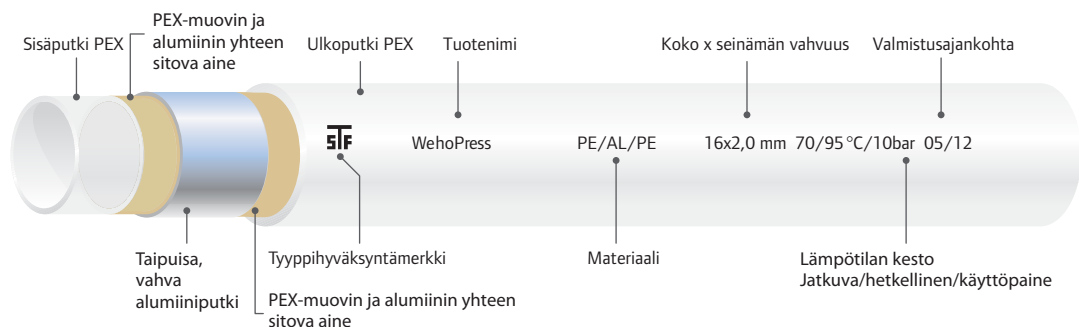 PEX-muovin ja
alumiinin yhteen
sitova aine
Sisäputki PEX
Ulkoputki PEX
Tuotenimi
Koko x seinämän vahvuus
Valmistusajankohta
STF
WehoPress
PE/AL/PE
16x2,0 mm
70/95 °C/10bar
05/12
Taipuisa,
vahva
alumiiniputki
Tyyppihyväksyntämerkki
PEX-muovin ja alumiinin yhteen
sitova aine
Materiaali
Lämpötilan kesto
Jatkuva/hetkellinen/käyttöpaine